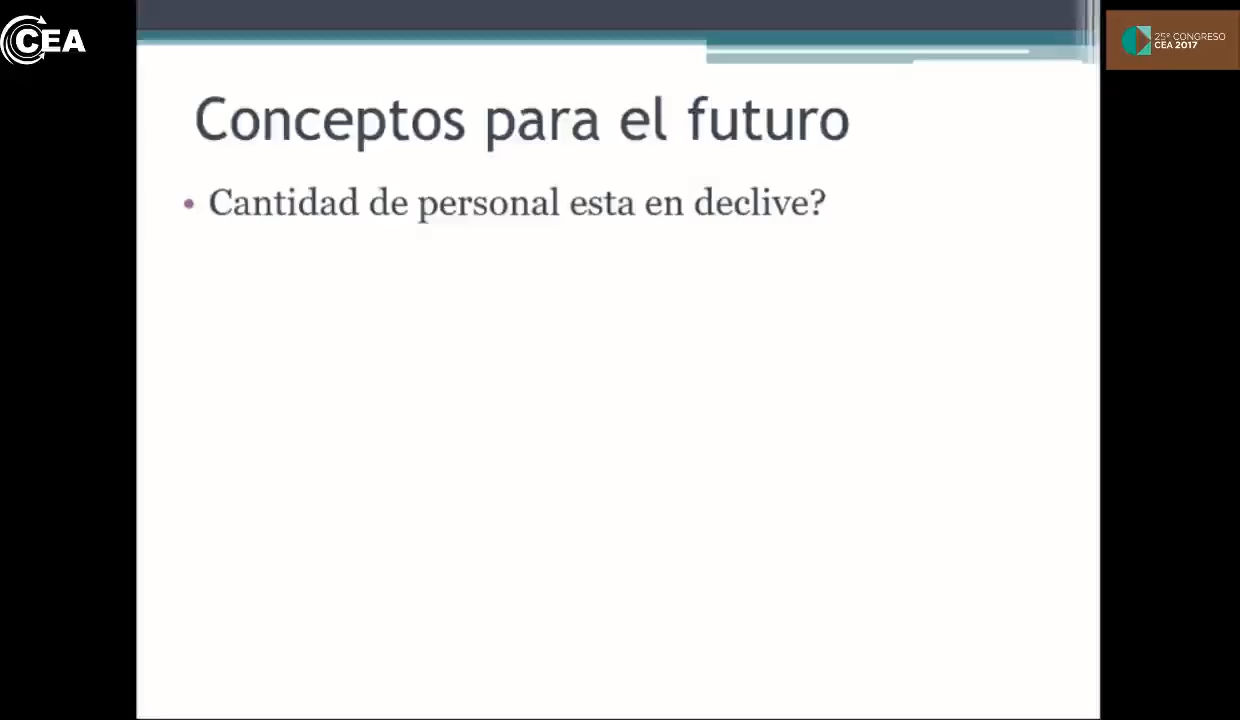 CEA
25º CONGRESO
CEA 2017
Conceptos para el futuro
• Cantidad de personal esta en declive?